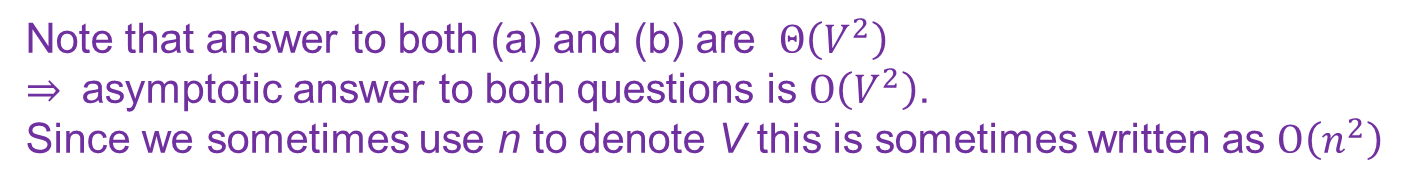 Note that answer to both (a) and (b) are Θ(V²)
⇒ asymptotic answer to both questions is O(V²).
Since we sometimes use n to denote V this is sometimes written as O(n²)